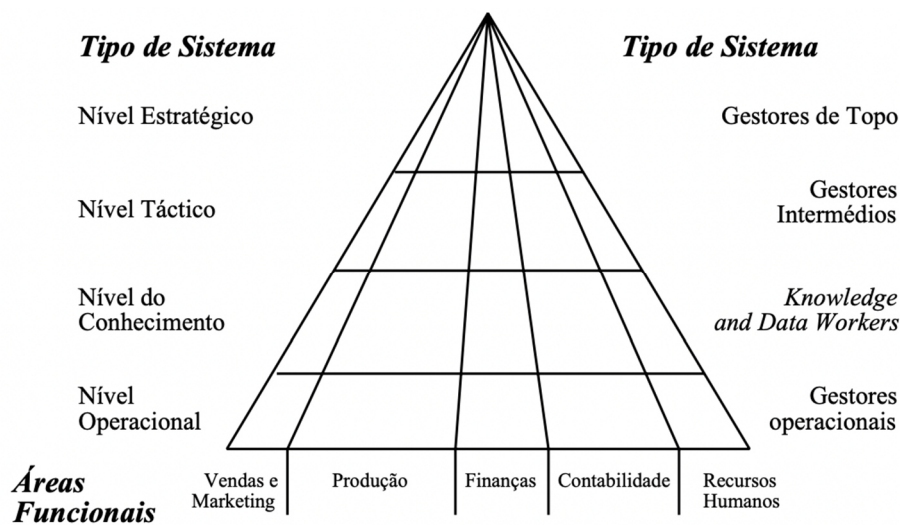 Tipo de Sistema
Tipo de Sistema
Nível Estratégico
Gestores de Topo
Nível Táctico
Gestores
Intermédios
Nível do
Conhecimento
Knowledge
and Data Workers
Nível
Operacional
Gestores
operacionais
Áreas
Funcionais
Vendas e
Marketing
Produção
Finanças
Contabilidade
Recursos
Humanos